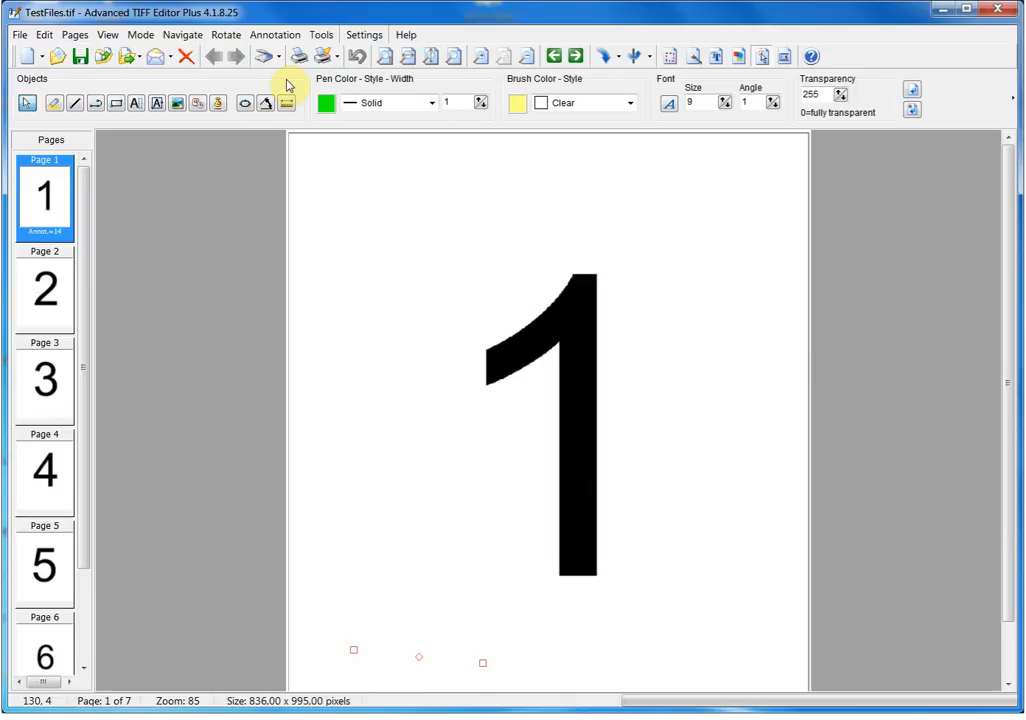 TestFiles.tif - Advanced TIFF Editor Plus 4.1.8.25
File Edit Pages View Mode Navigate Rotate Annotation Tools Settings Help
Objects Pen Color - Style - Width Brush Color - Style Font Transparency
Size Angle
Solid 1 Clear 9 1 255
0=fully transparent
Pages
Page 1
1
Annot.=14
Page 2
2
Page 3
3
Page 4
4
Page 5
5
Page 6
6
1
130, 4 Page: 1 of 7 Zoom: 85 Size: 836.00 x 995.00 pixels